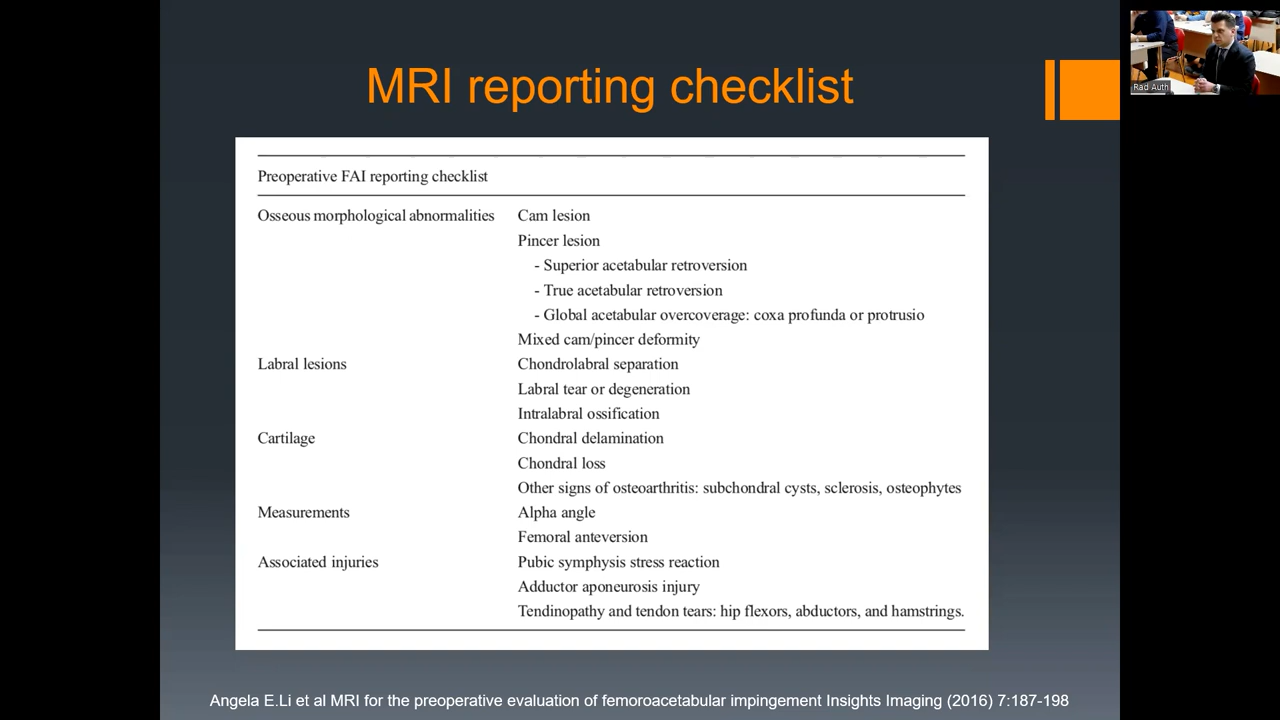 MRI reporting checklist
Rad Auth
Preoperative FAI reporting checklist
Osseous morphological abnormalities Cam lesion
Pincer lesion
- Superior acetabular retroversion
- True acetabular retroversion
- Global acetabular overcoverage: coxa profunda or protrusio
Mixed cam/pincer deformity
Labral lesions Chondrolabral separation
Labral tear or degeneration
Intralabral ossification
Cartilage Chondral delamination
Chondral loss
Other signs of osteoarthritis: subchondral cysts, sclerosis, osteophytes
Measurements Alpha angle
Femoral anteversion
Associated injuries Pubic symphysis stress reaction
Adductor aponeurosis injury
Tendinopathy and tendon tears: hip flexors, abductors, and hamstrings.
Angela E.Li et al MRI for the preoperative evaluation of femoroacetabular impingement Insights Imaging (2016) 7:187-198